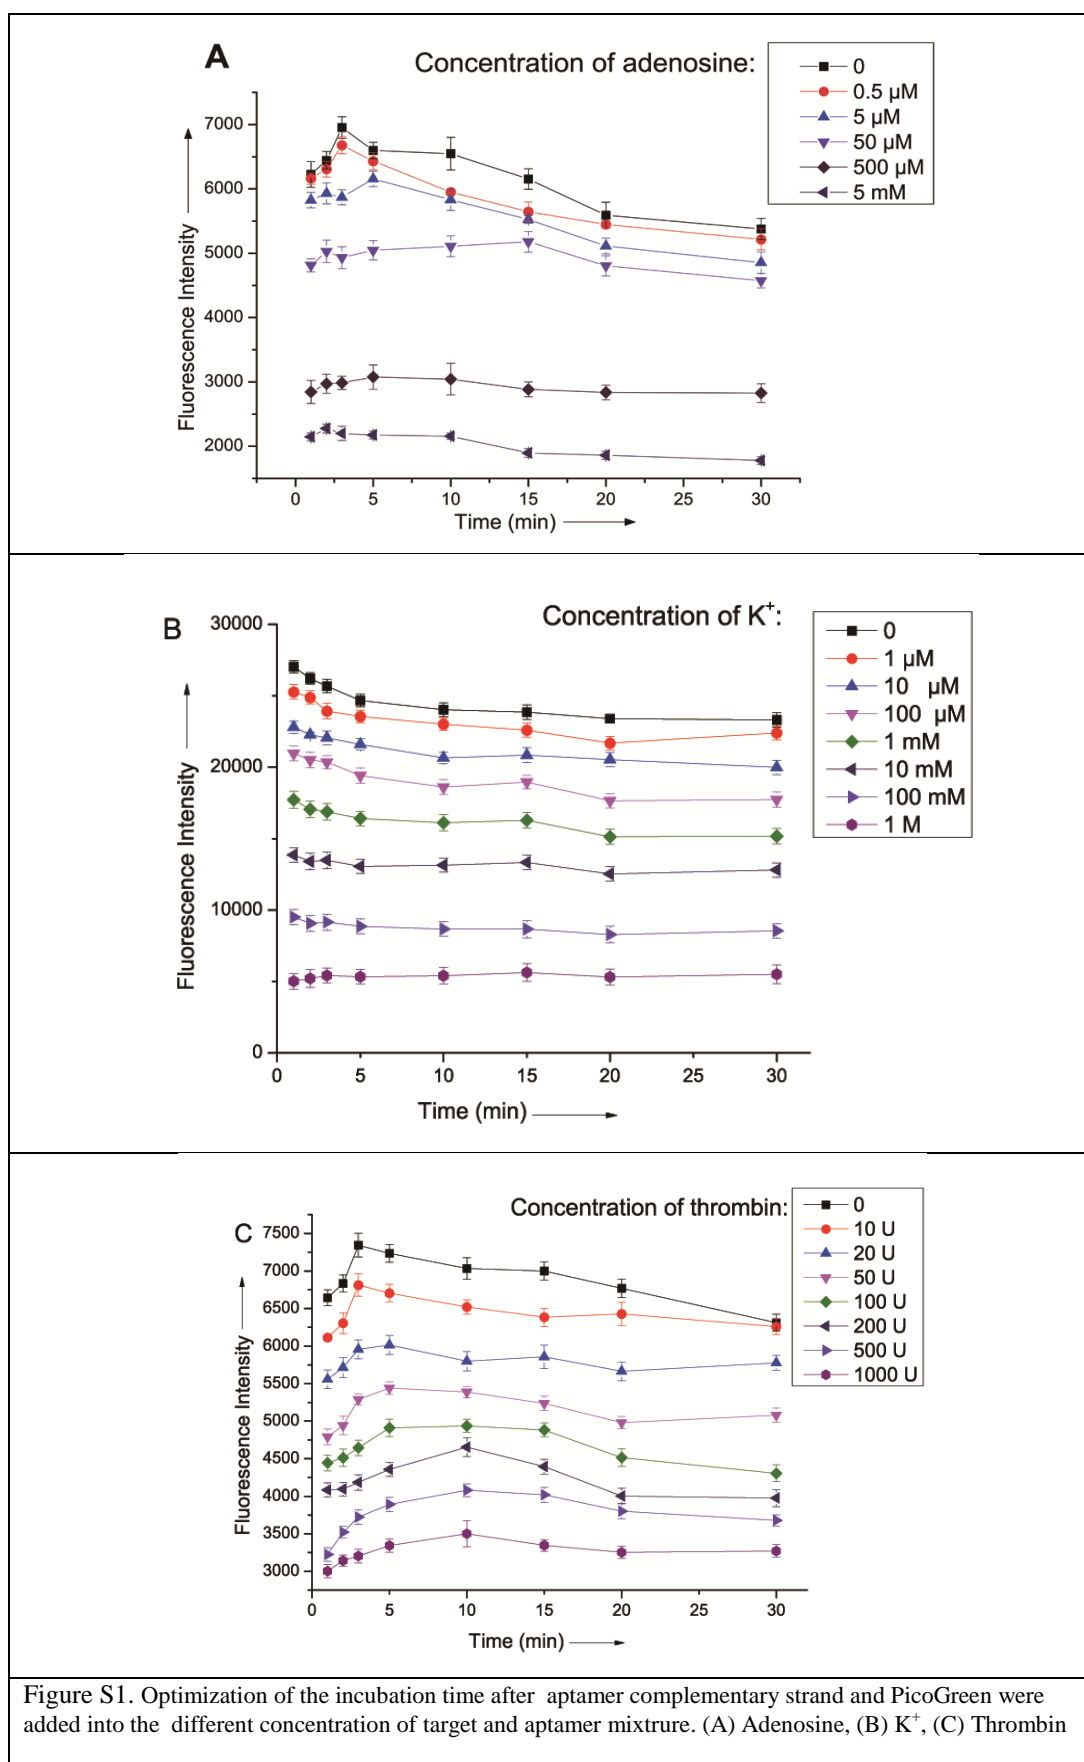 A
Concentration of adenosine:
0
0.5 µM
5 µM
50 µM
500 µM
5 mM
7000
6000
5000
4000
3000
2000
Fluorescence Intensity
0 5 10 15 20 25 30
Time (min)
B
Concentration of K+:
0
1 µM
10 µM
100 µM
1 mM
10 mM
100 mM
1 M
30000
20000
10000
0
Fluorescence Intensity
0 5 10 15 20 25 30
Time (min)
C
Concentration of thrombin:
0
10 U
20 U
50 U
100 U
200 U
500 U
1000 U
7500
7000
6500
6000
5500
5000
4500
4000
3500
3000
Fluorescence Intensity
0 5 10 15 20 25 30
Time (min)
Figure S1. Optimization of the incubation time after aptamer complementary strand and PicoGreen were
added into the different concentration of target and aptamer mixtrure. (A) Adenosine, (B) K+, (C) Thrombin